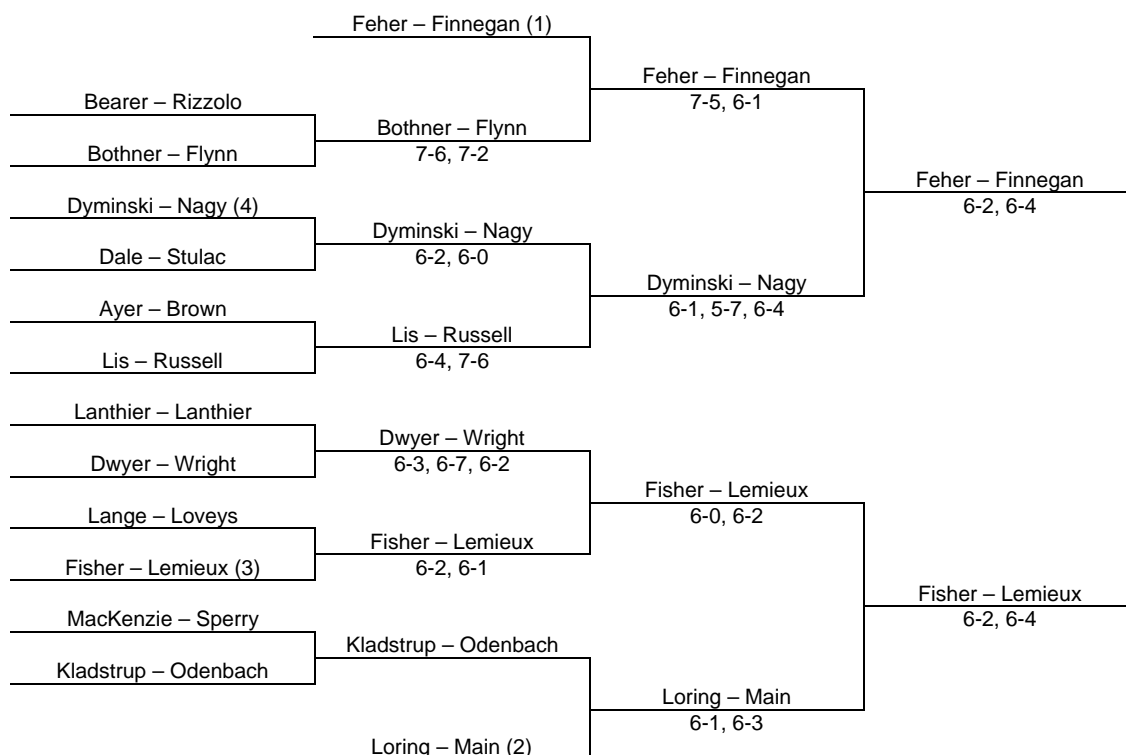 Feher – Finnegan (1)
Feher – Finnegan
7-5, 6-1
Bearer – Rizzolo
Bothner – Flynn
7-6, 7-2
Bothner – Flynn
Feher – Finnegan
6-2, 6-4
Dyminski – Nagy (4)
Dyminski – Nagy
6-2, 6-0
Dale – Stulac
Dyminski – Nagy
6-1, 5-7, 6-4
Ayer – Brown
Lis – Russell
6-4, 7-6
Lis – Russell
Lanthier – Lanthier
Dwyer – Wright
6-3, 6-7, 6-2
Dwyer – Wright
Fisher – Lemieux
6-0, 6-2
Lange – Loveys
Fisher – Lemieux
6-2, 6-1
Fisher – Lemieux (3)
Fisher – Lemieux
6-2, 6-4
MacKenzie – Sperry
Kladstrup – Odenbach
Kladstrup – Odenbach
Loring – Main
6-1, 6-3
Loring – Main (2)